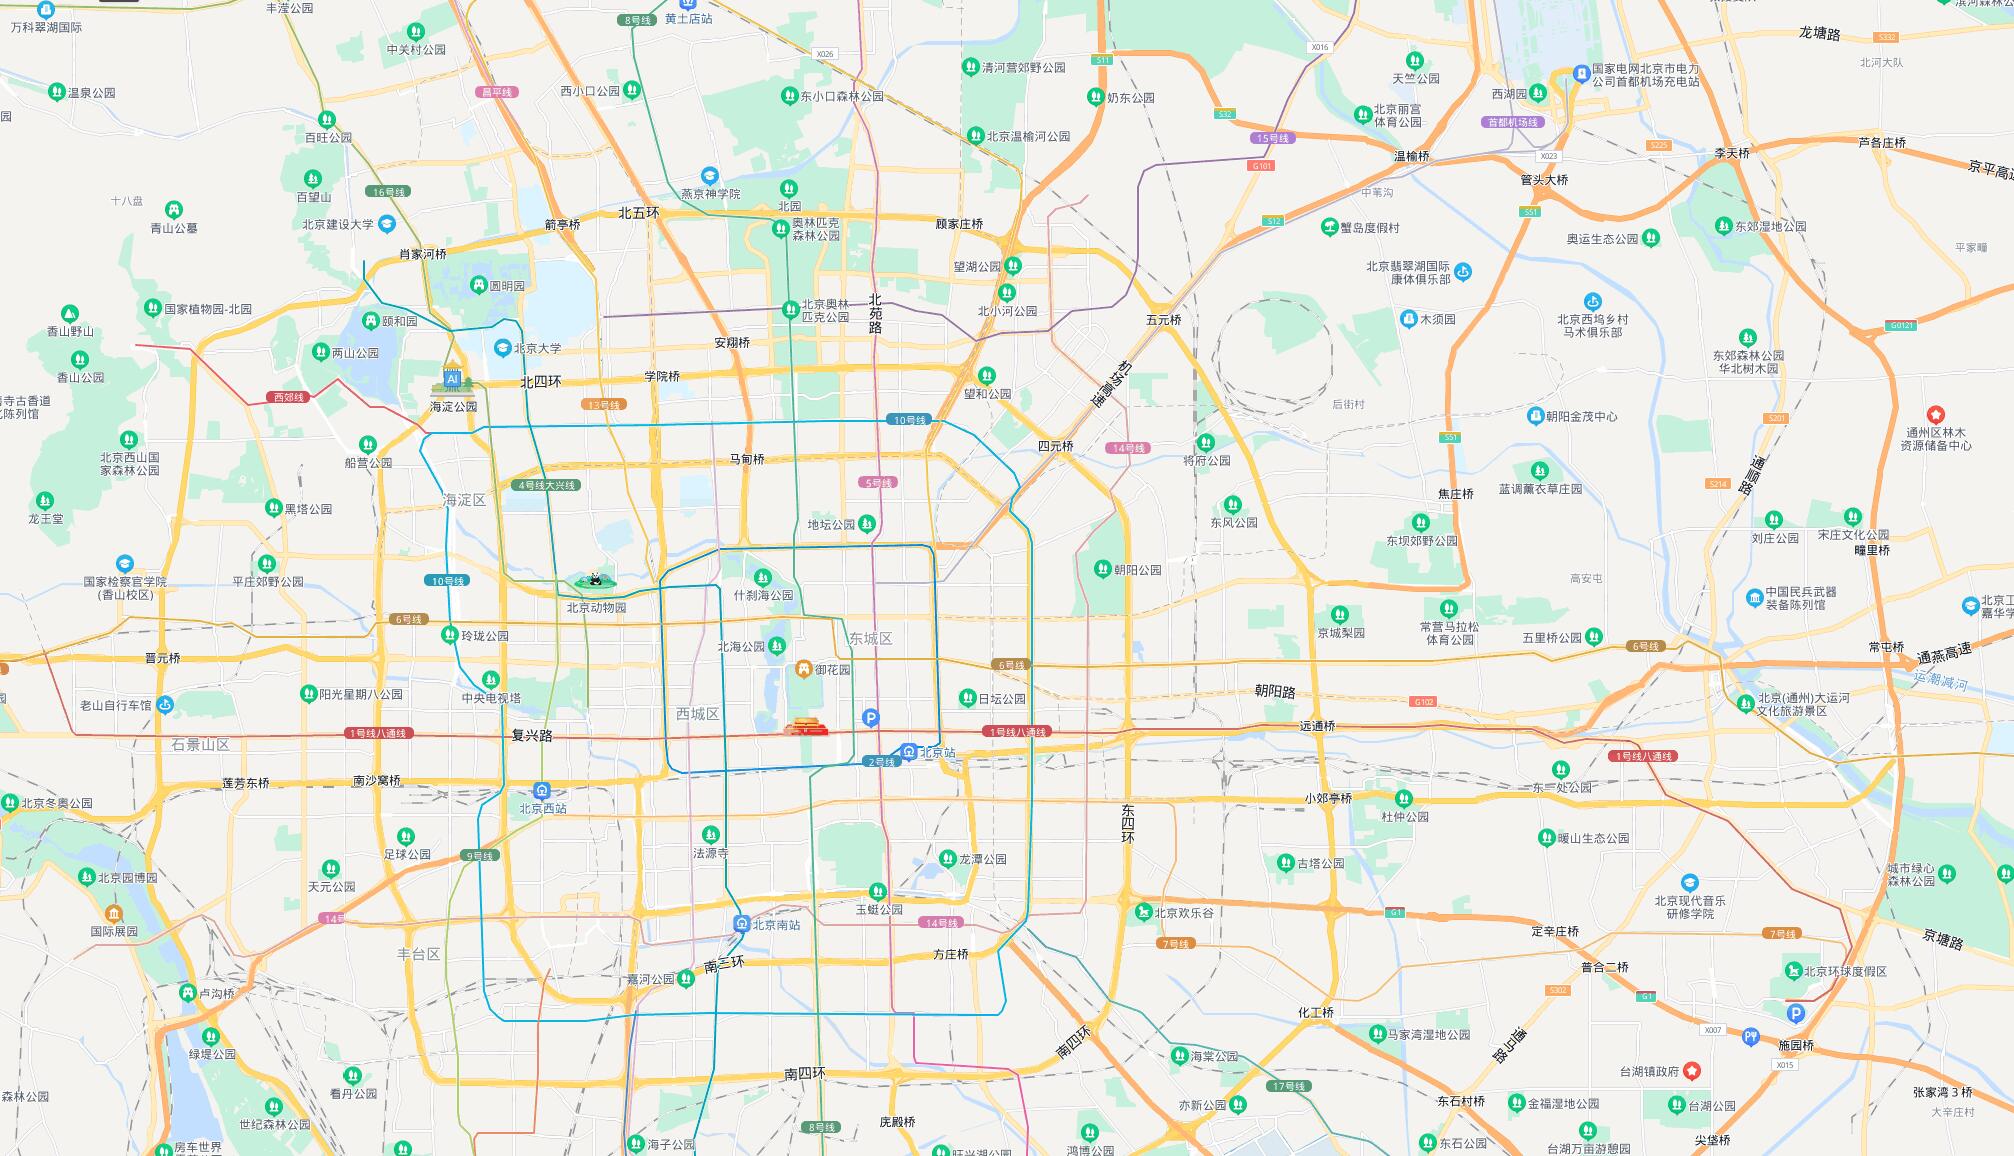 万科翠湖国际
丰滢公园
8号线
黄土店站
X026
X016
龙塘路
S332
中关村公园
昌平线
温泉公园
西小口公园
东小口森林公园
清河营郊野公园
S11
奶东公园
天竺公园
国家电网北京市电力
公司首都机场充电站
西湖园
北河大队
园
百旺公园
北京温榆河公园
S32
15号线
G101
北京丽宫
体育公园
首都机场线
温榆桥
X023
S225
李天桥
芦各庄桥
京平高速
管头大桥
中苇沟
百望山
16号线
燕京神学院
北园
十八盘
青山公墓
北京建设大学
箭亭桥
北五环
奥林匹克
森林公园
顾家庄桥
S12
S51
蟹岛度假村
奥运生态公园
东郊湿地公园
平家疃
肖家河桥
圆明园
望湖公园
北京翡翠湖国际
康体俱乐部
国家植物园-北园
香山野山
颐和园
北京奥林
匹克公园
北苑路
北小河公园
五元桥
木须园
北京西坞乡村
马术俱乐部
G0121
两山公园
北京大学
安翔桥
东郊森林公园
华北树木园
香山公园
AI
海淀公园
北四环
学院桥
望和公园
机场高速
后街村
西郊线
13号线
10号线
朝阳金茂中心
S201
通州区林木
资源储备中心
寺古香道
陈列馆
北京西山国
家森林公园
船营公园
马甸桥
四元桥
14号线
将府公园
S51
蓝调薰衣草庄园
通顺路
S214
海淀区
4号线大兴线
5号线
焦庄桥
龙王堂
黑塔公园
地坛公园
东风公园
东坝郊野公园
刘庄公园
宋庄文化公园
疃里桥
国家检察官学院
(香山校区)
平庄郊野公园
10号线
北京动物园
什刹海公园
朝阳公园
高安屯
中国民兵武器
装备陈列馆
北京工
嘉华学
6号线
玲珑公园
北海公园
东城区
京城梨园
常营马拉松
体育公园
五里桥公园
6号线
常屯桥
通燕高速
晋元桥
御花园
6号线
运潮减河
老山自行车馆
阳光星期八公园
中央电视塔
西城区
日坛公园
朝阳路
G102
北京(通州)大运河
文化旅游景区
石景山区
1号线八通线
复兴路
P
1号线八通线
远通桥
北京站
2号线
1号线八通线
莲芳东桥
南沙窝桥
北京西站
小郊亭桥
杜仲公园
北京冬奥公园
东四环
暖山生态公园
足球公园
9号线
法源寺
龙潭公园
古塔公园
北京园博园
天元公园
城市绿心
森林公园
北京现代音乐
研修学院
国际展园
14号
玉蜓公园
14号线
北京欢乐谷
G1
定辛庄桥
7号线
京塘路
北京南站
7号线
丰台区
嘉河公园
南三环
方庄桥
普合二桥
北京环球度假区
S302
G1
卢沟桥
化工桥
P
X007
绿堤公园
南四环
马家湾湿地公园
通马路
施园桥
海棠公园
X015
看丹公园
南四环
17号线
台湖镇政府
森林公园
张家湾3桥
世纪森林公园
8号线
虎殿桥
亦新公园
东石村桥
金福湿地公园
台湖公园
大辛庄村
房车世界
海子公园
旺兴湖公园
鸿博公园
东石公园
台湖万亩游憩园
尖垡桥